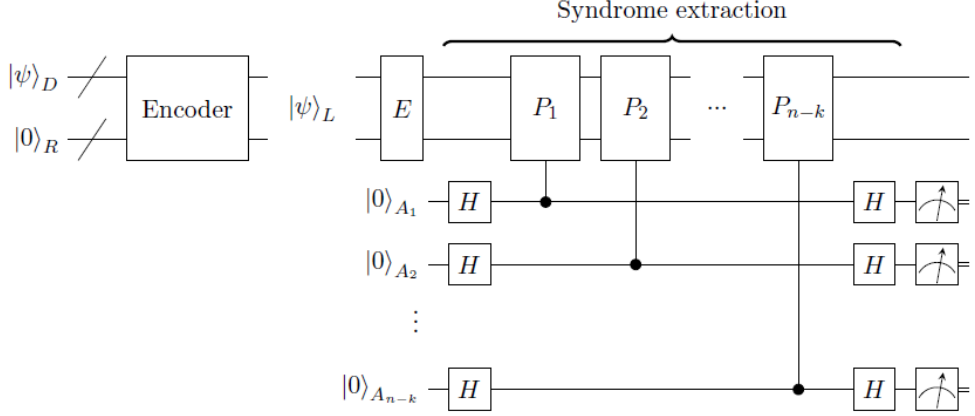 Syndrome extraction
|ψ⟩_D Encoder |ψ⟩_L E P_1 P_2 ... P_{n−k}
|0⟩_R
|0⟩_{A_1} H H
|0⟩_{A_2} H H
⋮
|0⟩_{A_{n−k}} H H